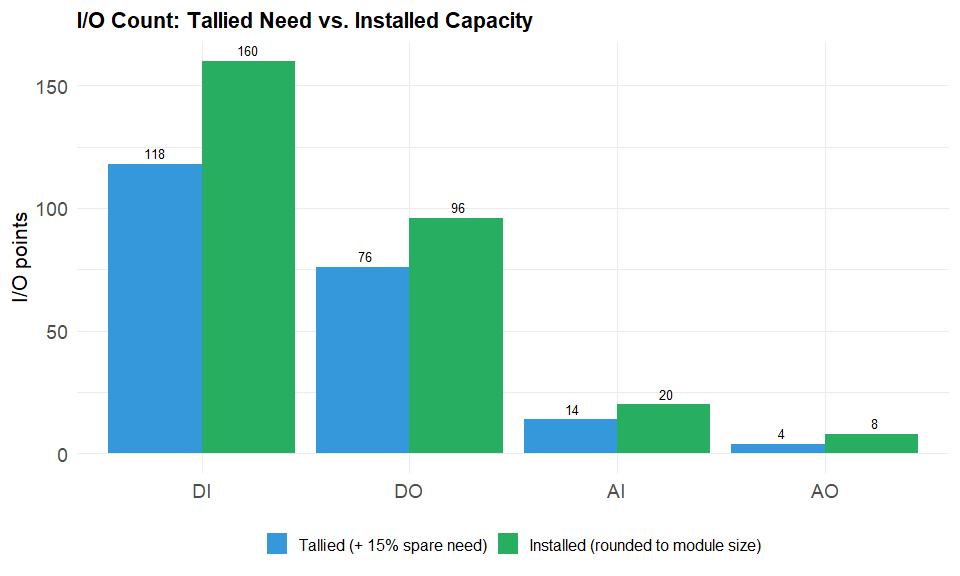 I/O Count: Tallied Need vs. Installed Capacity
I/O points
150
100
50
0
118
160
76
96
14
20
4
8
DI
DO
AI
AO
Tallied (+ 15% spare need)
Installed (rounded to module size)